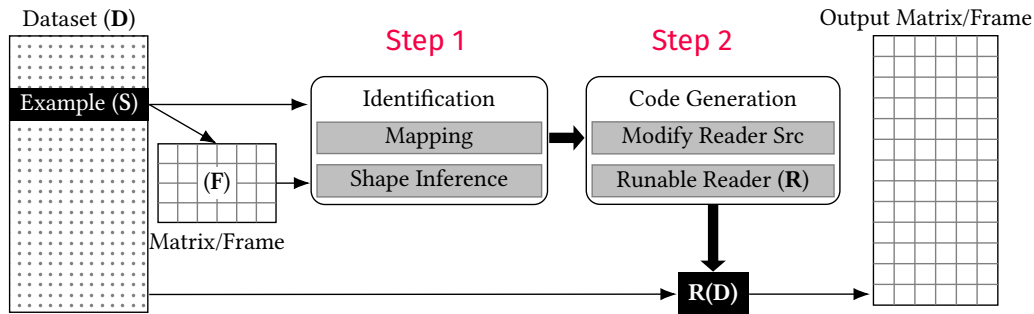 Dataset (D)
Output Matrix/Frame
Step 1
Step 2
Example (S)
Identification
Mapping
Shape Inference
Code Generation
Modify Reader Src
Runable Reader (R)
(F)
Matrix/Frame
R(D)